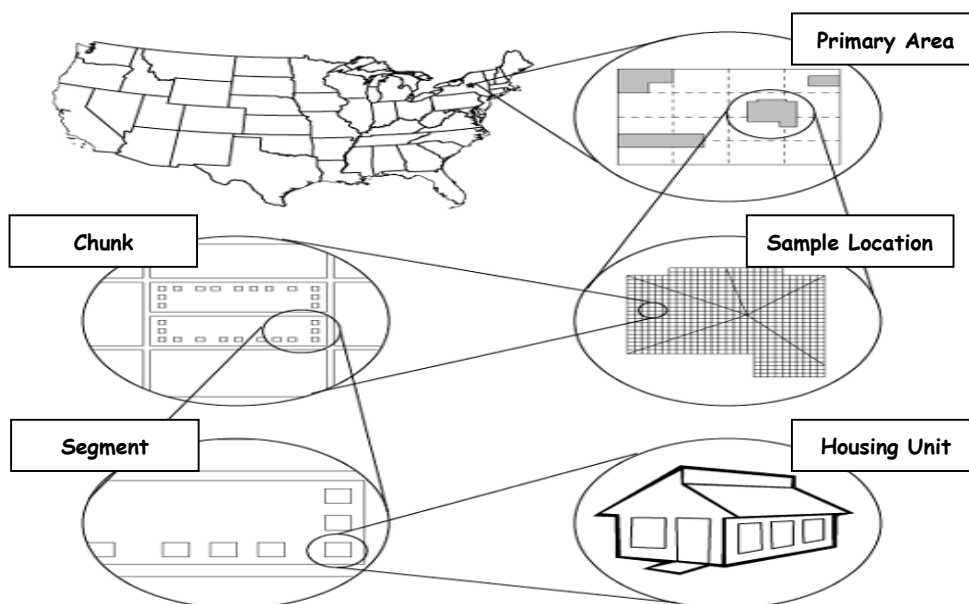 Primary Area
Chunk
Sample Location
Segment
Housing Unit